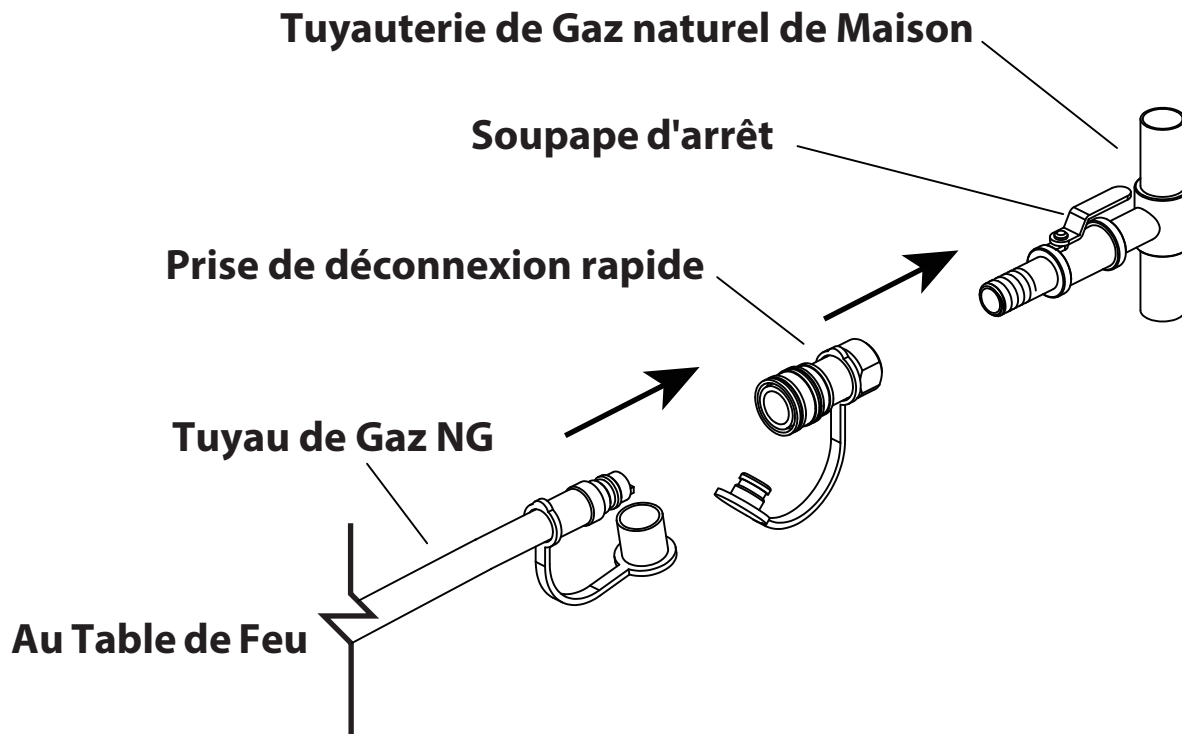 Tuyauterie de Gaz naturel de Maison
Soupape d'arrêt
Prise de déconnexion rapide
Tuyau de Gaz NG
Au Table de Feu